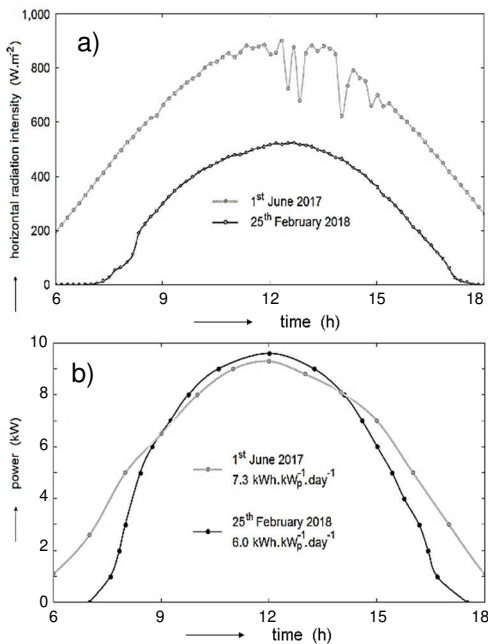 a)
horizontal radiation intensity (W.m⁻²)
1,000
800
600
400
200
0
1ˢᵗ June 2017
25ᵗʰ February 2018
6 9 12 15 18
time (h)
b)
power (kW)
10
8
6
4
2
0
1ˢᵗ June 2017
7.3 kWh.kWₚ⁻¹.day⁻¹
25ᵗʰ February 2018
6.0 kWh.kWₚ⁻¹.day⁻¹
6 9 12 15 18
time (h)